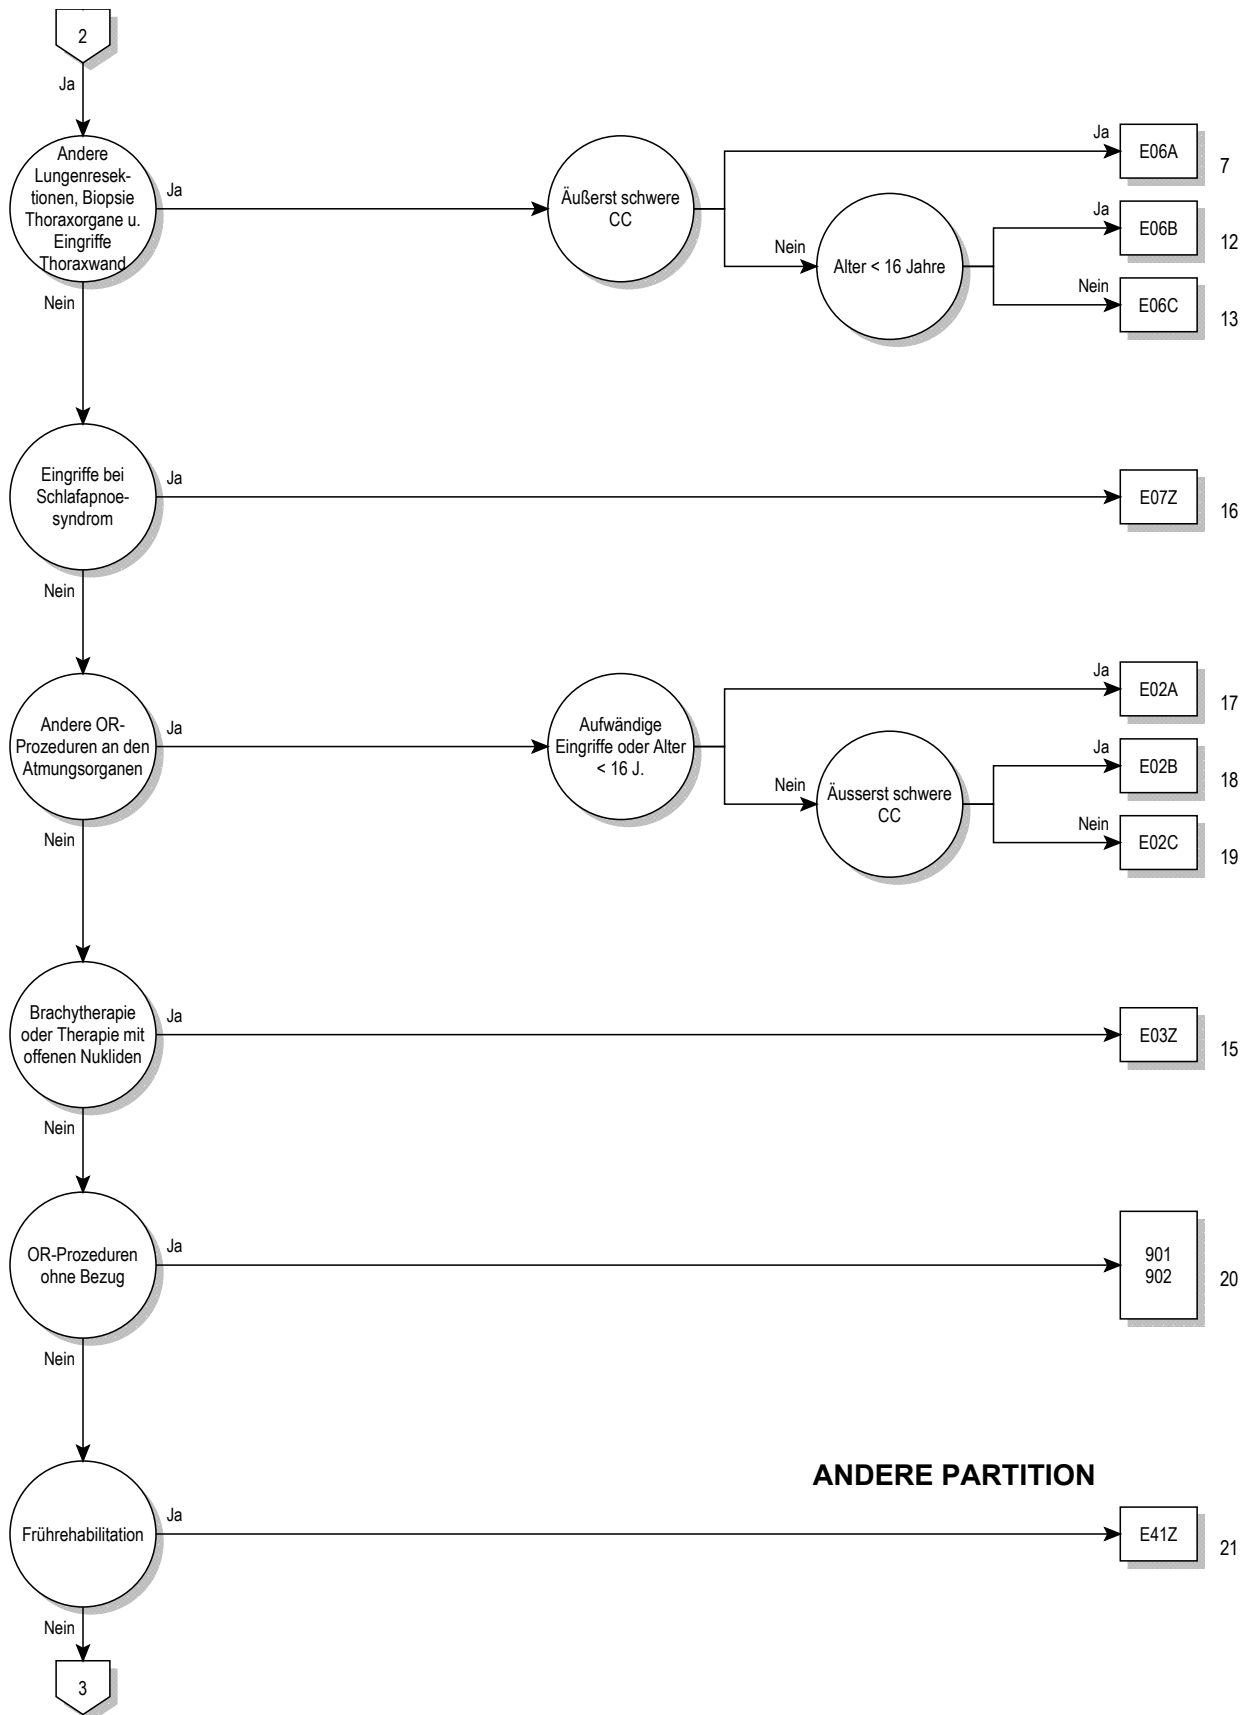 2
Ja
Andere
Lungenresek-
tionen, Biopsie
Thoraxorgane u.
Eingriffe
Thoraxwand
Ja
Äußerst schwere
CC
Ja
E06A
7
Nein
Alter < 16 Jahre
Ja
E06B
12
Nein
E06C
13
Nein
Eingriffe bei
Schlafapnoe-
syndrom
Ja
E07Z
16
Nein
Andere OR-
Prozeduren an den
Atmungsorganen
Ja
Aufwändige
Eingriffe oder Alter
< 16 J.
Ja
E02A
17
Nein
Äusserst schwere
CC
Ja
E02B
18
Nein
E02C
19
Nein
Brachytherapie
oder Therapie mit
offenen Nukliden
Ja
E03Z
15
Nein
OR-Prozeduren
ohne Bezug
Ja
901
902
20
Nein
ANDERE PARTITION
Frührehabilitation
Ja
E41Z
21
Nein
3